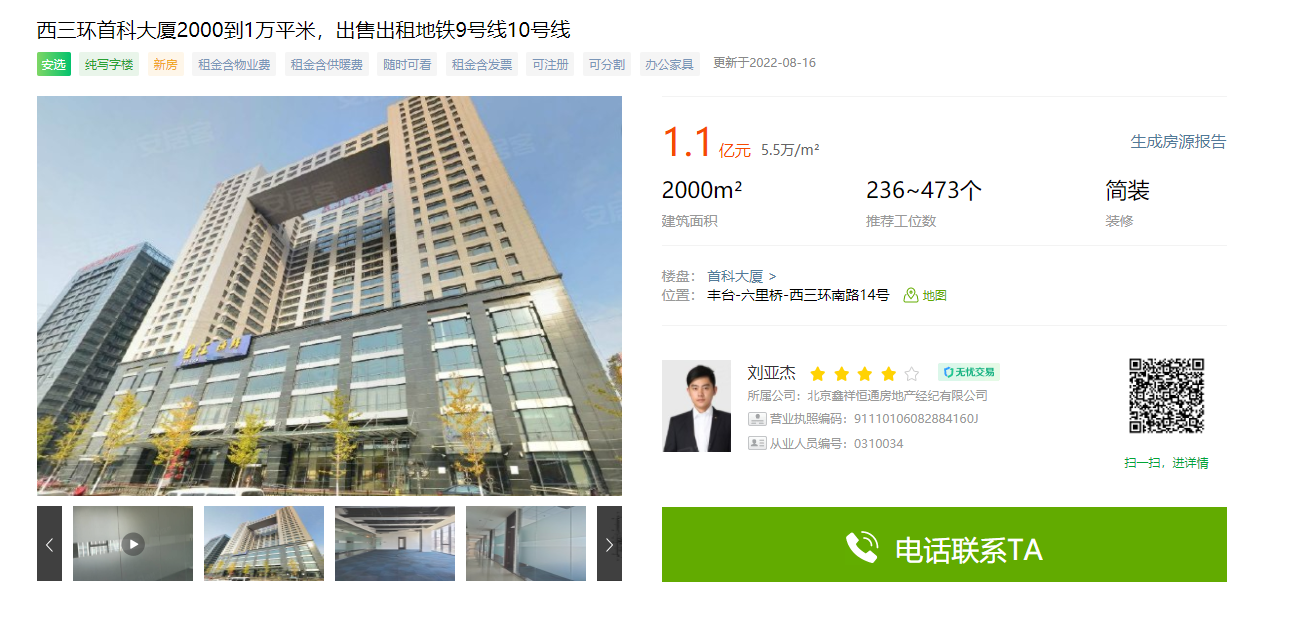 西三环首科大厦2000到1万平米，出售出租地铁9号线10号线
安选 纯写字楼 新房 租金含物业费 租金含供暖费 随时可看 租金含发票 可注册 可分割 办公家具 更新于2022-08-16
安居客
1.1 亿元 5.5万/m²
生成房源报告
2000m² 236~473个 简装
建筑面积 推荐工位数 装修
楼盘： 首科大厦 >
位置： 丰台-六里桥-西三环南路14号 地图
刘亚杰 无忧交易
所属公司：北京鑫祥恒通房地产经纪有限公司
营业执照编码：91110106082884160J
从业人员编号：0310034
扫一扫，进详情
电话联系TA